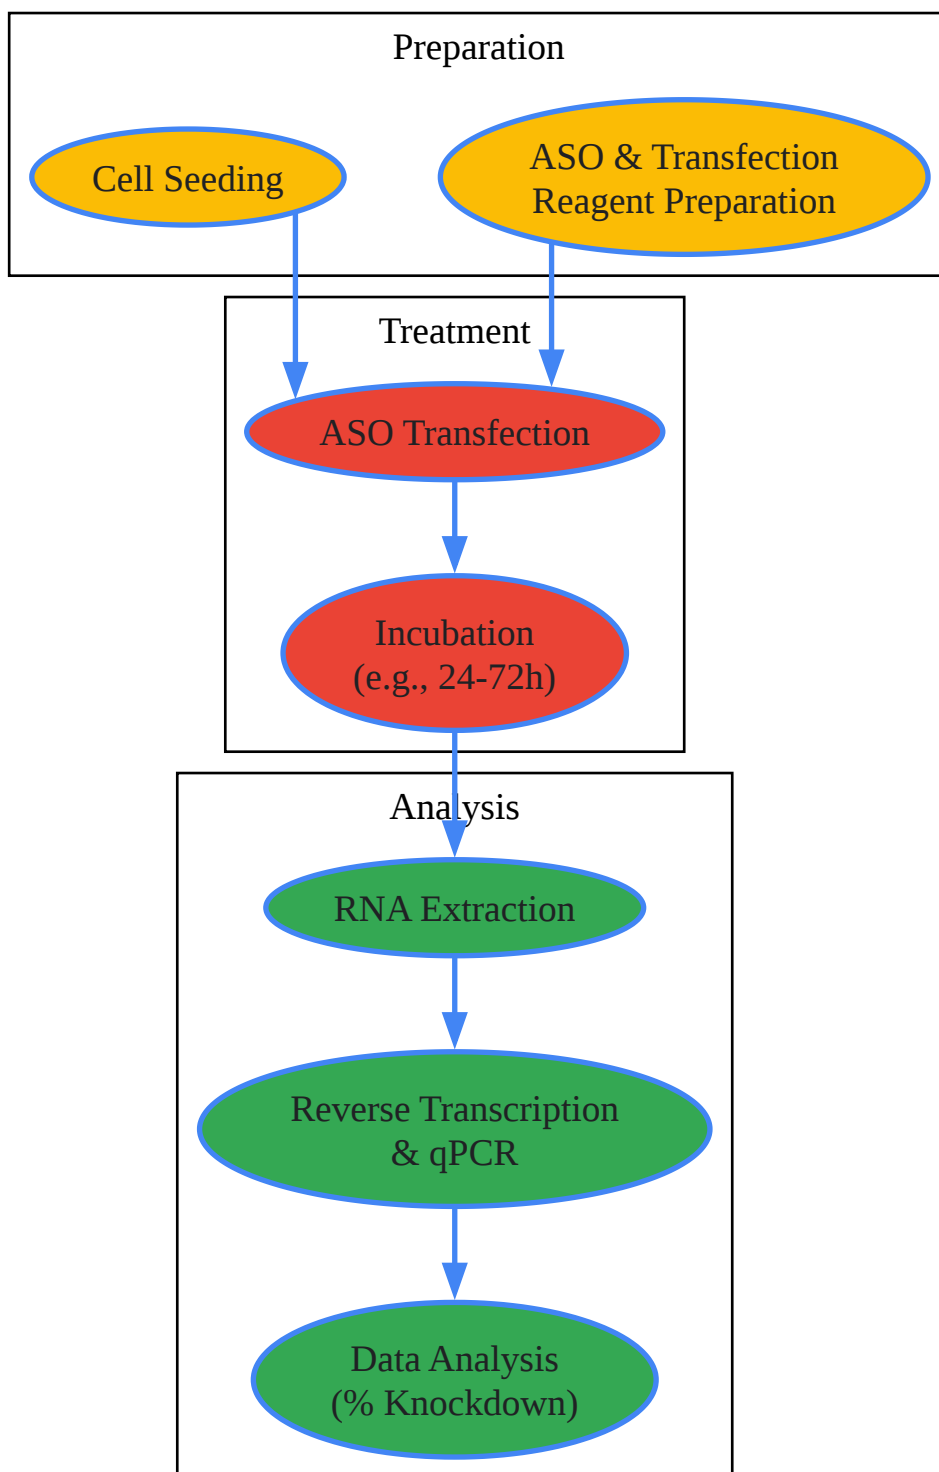 Preparation
Cell Seeding
ASO & Transfection
Reagent Preparation
Treatment
ASO Transfection
Incubation
(e.g., 24-72h)
Analysis
RNA Extraction
Reverse Transcription
& qPCR
Data Analysis
(% Knockdown)